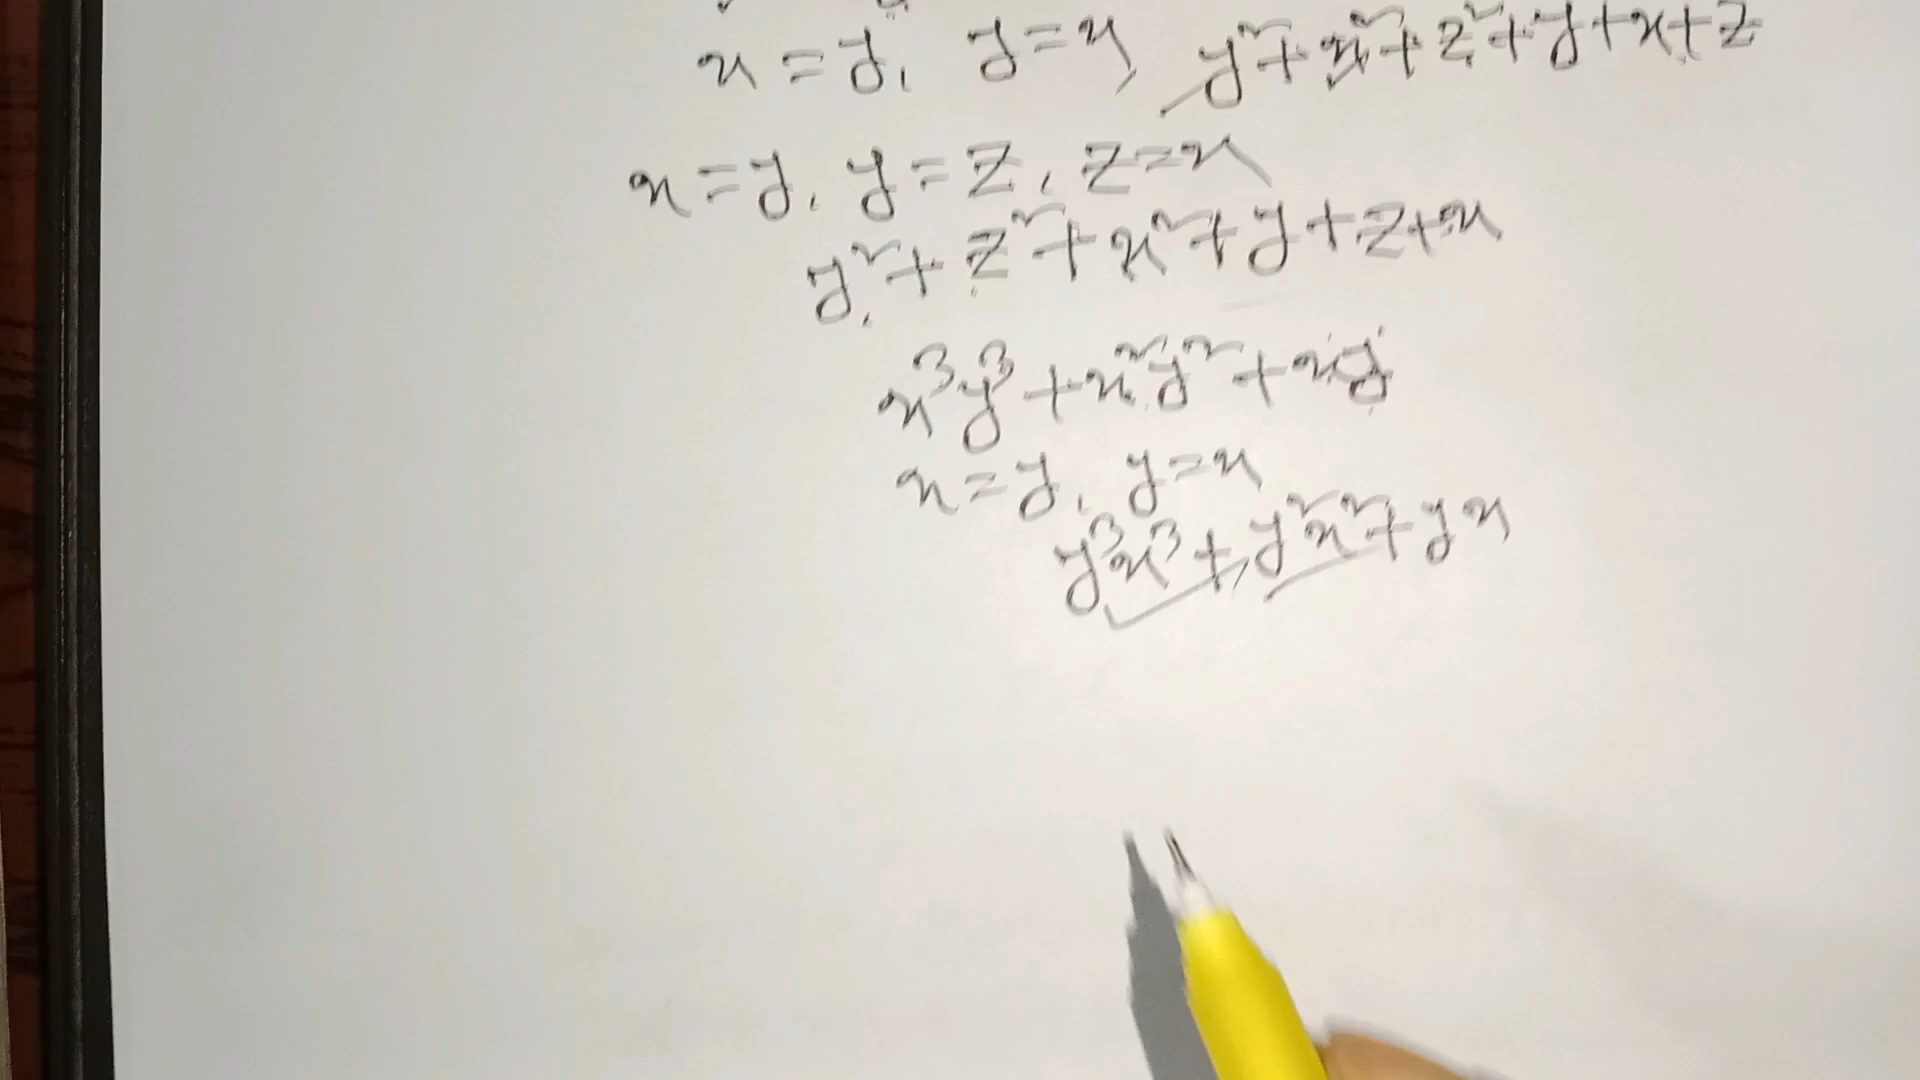 x = y, y = x, y² + x² + z² + y + x + z
x = y, y = z, z = x
y² + z² + x² + y + z + x
x³y³ + x²y² + xy
x = y, y = x
y³x³ + y²x² + yx